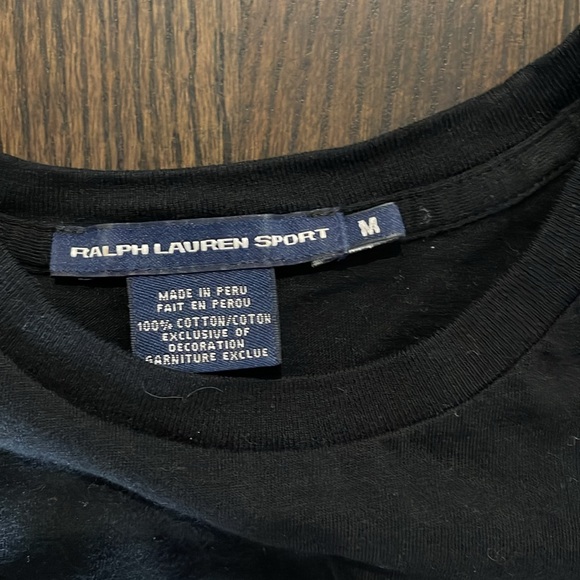 RALPH LAUREN SPORT
M
MADE IN PERU
FAIT EN PEROU
100% COTTON/COTON
EXCLUSIVE OF
DECORATION
GARNITURE EXCLUE